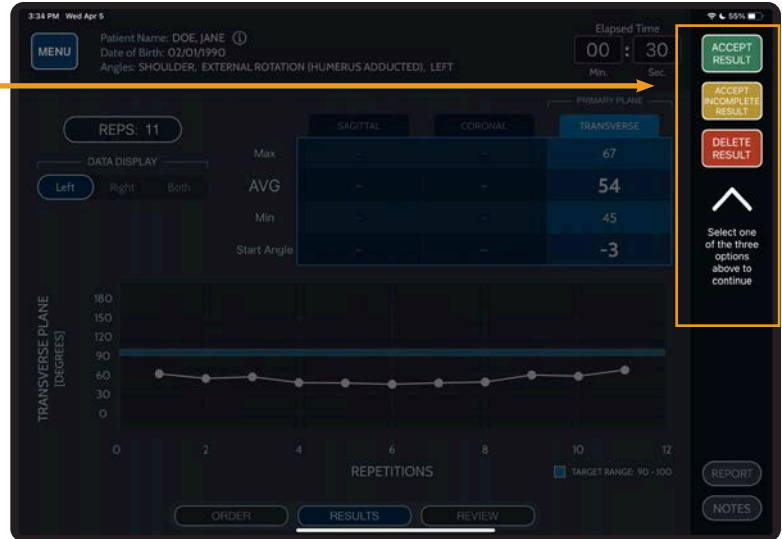 3:34 PM Wed Apr 5
55%
MENU
Patient Name: DOE, JANE
Date of Birth: 02/01/1990
Angles: SHOULDER, EXTERNAL ROTATION (HUMERUS ADDUCTED), LEFT
Elapsed Time
00 : 30
Min. Sec.
ACCEPT
RESULT
ACCEPT
INCOMPLETE
RESULT
DELETE
RESULT
Select one
of the three
options
above to
continue
REPS: 11
DATA DISPLAY
Left Right Both
PRIMARY PLANE
SAGITTAL CORONAL TRANSVERSE
Max - - 67
AVG - - 54
Min - - 45
Start Angle - - -3
TRANSVERSE PLANE
[DEGREES]
180
150
120
90
60
30
0
0 2 4 6 8 10 12
REPETITIONS
TARGET RANGE: 90 - 100
REPORT
NOTES
ORDER RESULTS REVIEW